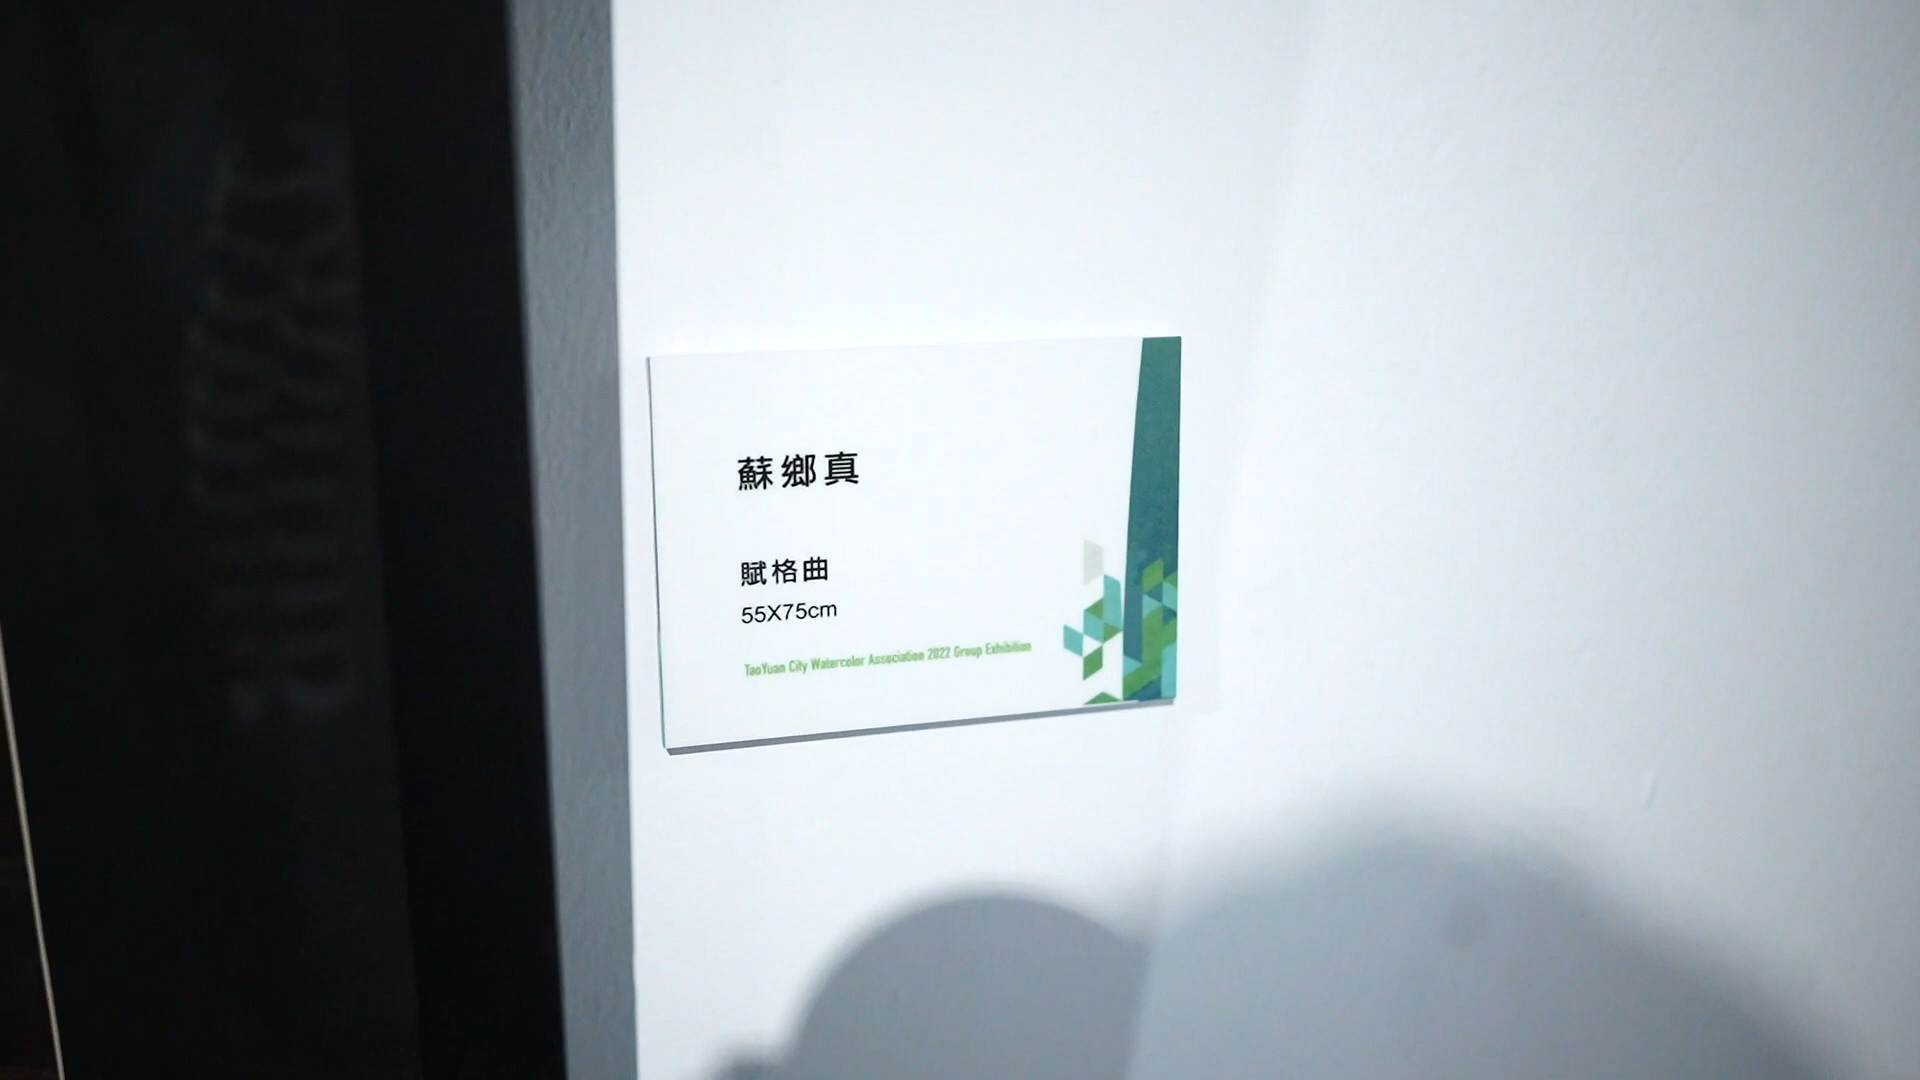 蘇鄉真
賦格曲
55X75cm
TaoYuan City Watercolor Association 2022 Group Exhibition